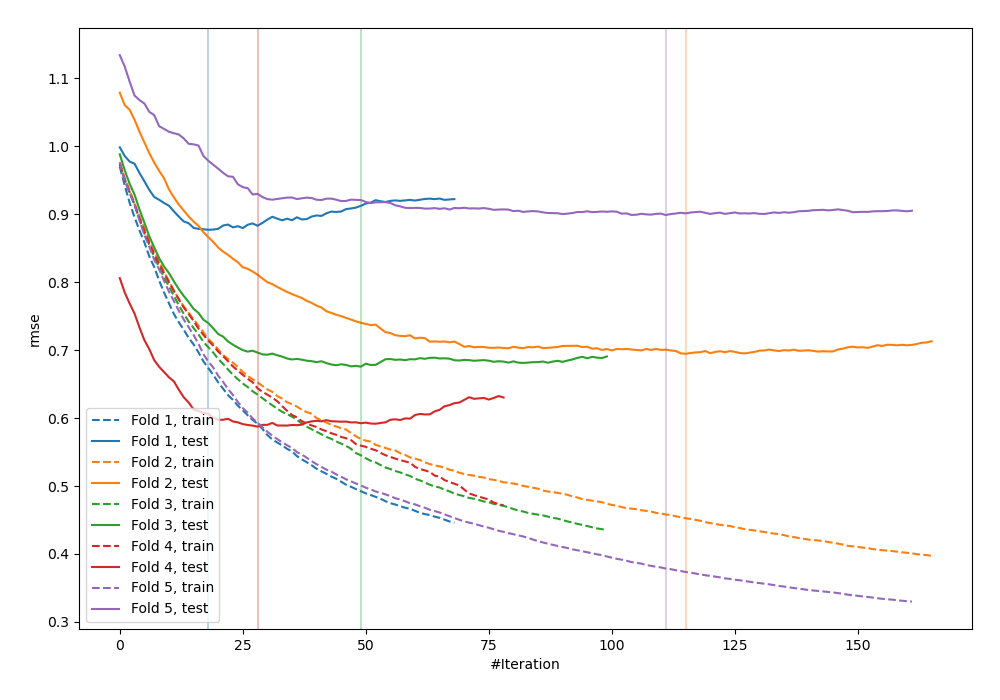 1.1
1.0
0.9
0.8
0.7
0.6
0.5
0.4
0.3
rmse
Fold 1, train
Fold 1, test
Fold 2, train
Fold 2, test
Fold 3, train
Fold 3, test
Fold 4, train
Fold 4, test
Fold 5, train
Fold 5, test
0 25 50 75 100 125 150
#Iteration